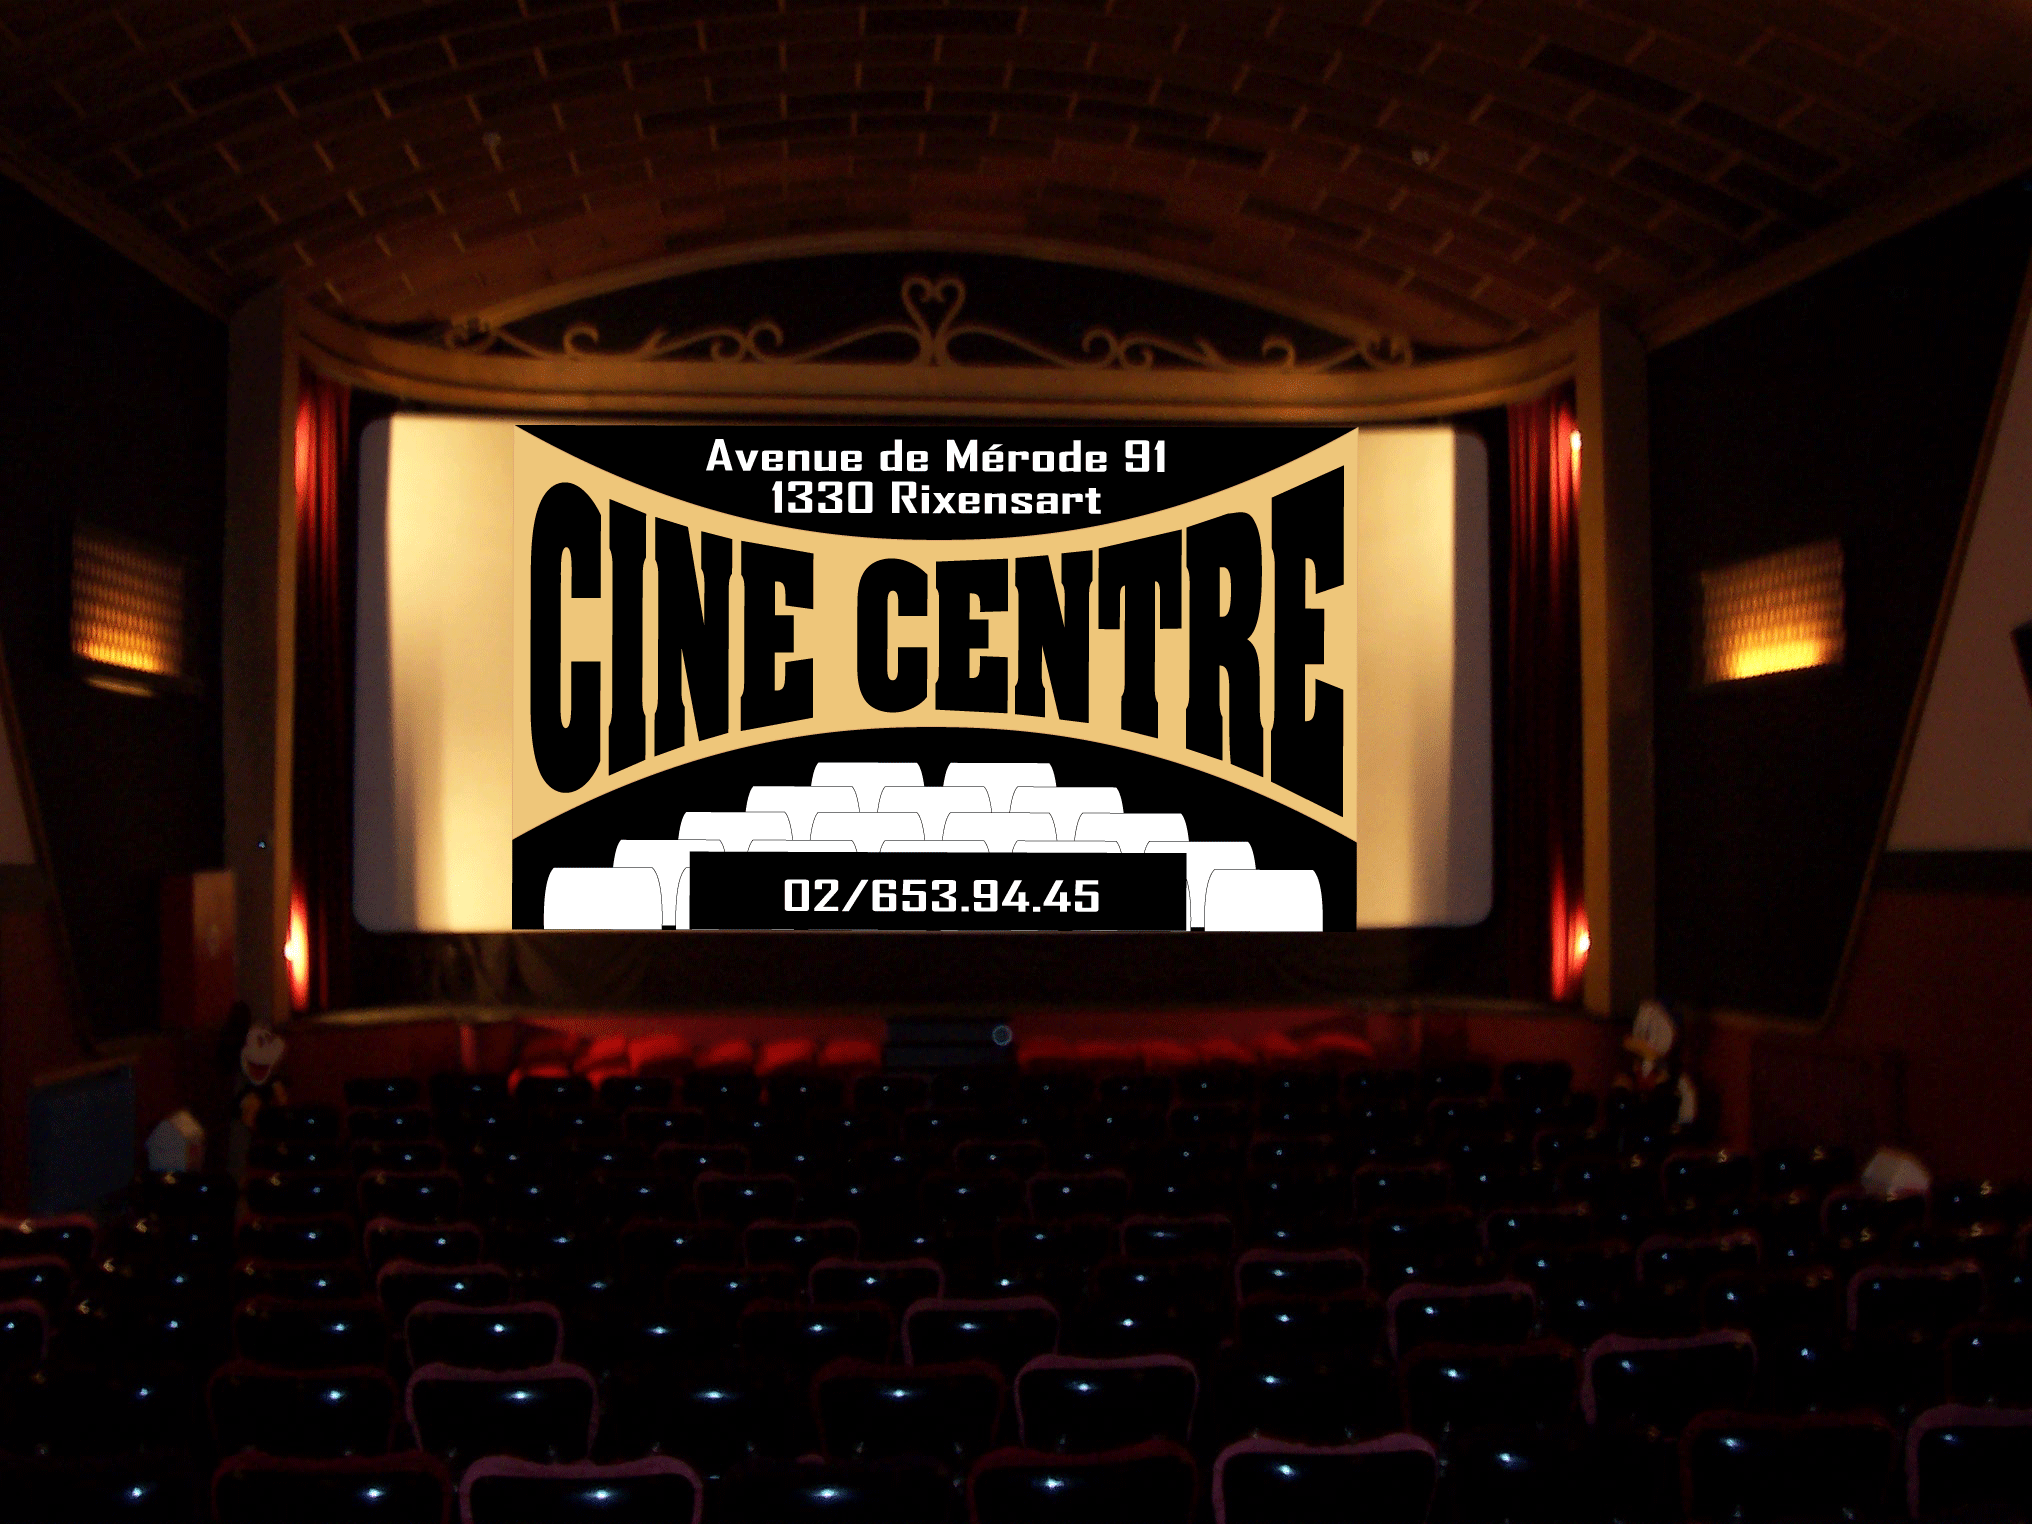 Avenue de Mérode 91
1330 Rixensart
CINE CENTRE
02/653.94.45